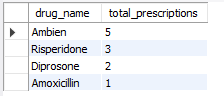 drug_name total_prescriptions
Ambien 5
Risperidone 3
Diprosone 2
Amoxicillin 1